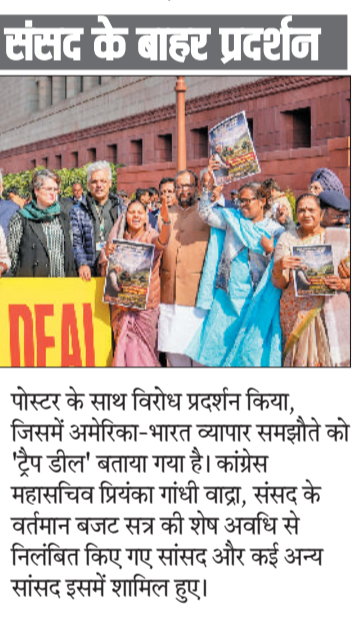 संसद के बाहर प्रदर्शन
DEAL
पोस्टर के साथ विरोध प्रदर्शन किया,
जिसमें अमेरिका-भारत व्यापार समझौते को
'ट्रैप डील' बताया गया है। कांग्रेस
महासचिव प्रियंका गांधी वाद्रा, संसद के
वर्तमान बजट सत्र की शेष अवधि से
निलंबित किए गए सांसद और कई अन्य
सांसद इसमें शामिल हुए।